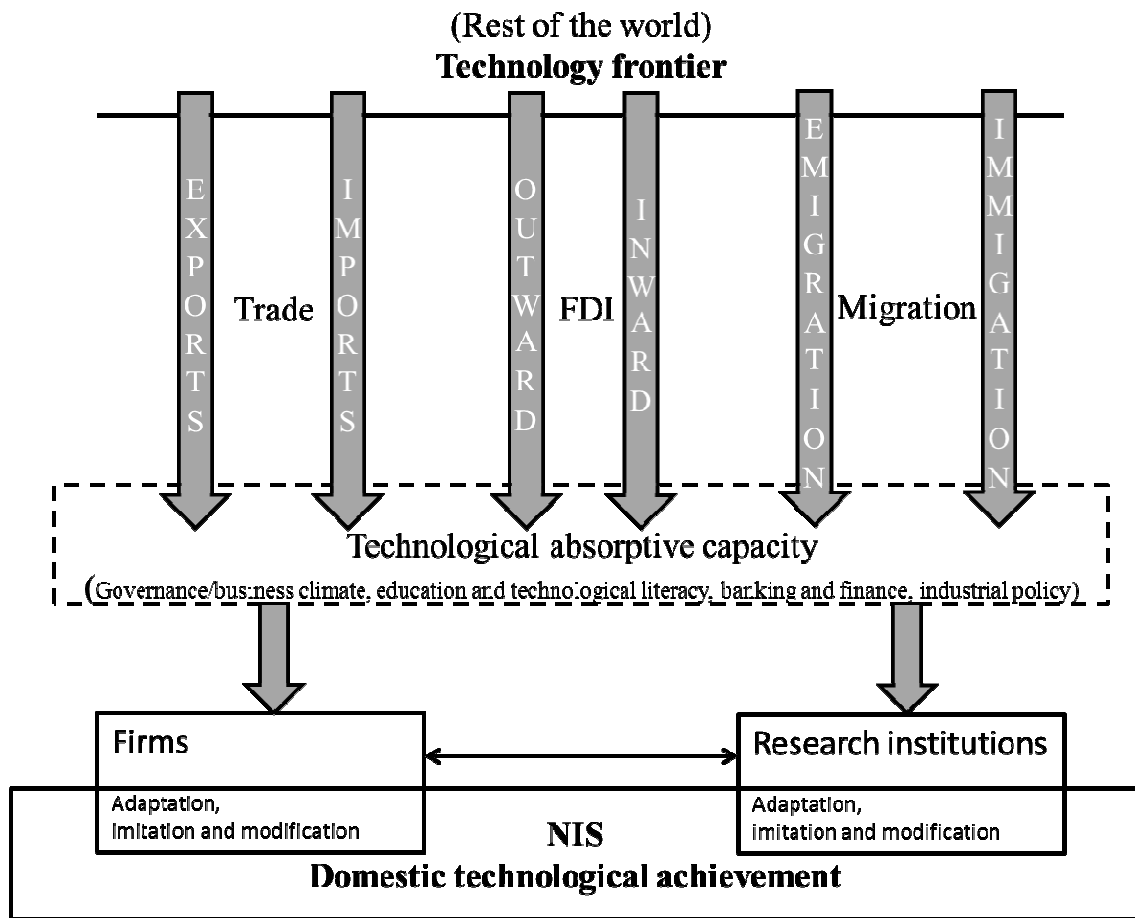 (Rest of the world)
Technology frontier
EXPORTS
Trade
IMPORTS
OUTWARD
FDI
INWARD
EMIGRATION
Migration
IMMIGATION
Technological absorptive capacity
(Governance/business climate, education and technological literacy, banking and finance, industrial policy)
Firms
Adaptation,
imitation and modification
Research institutions
Adaptation,
imitation and modification
NIS
Domestic technological achievement